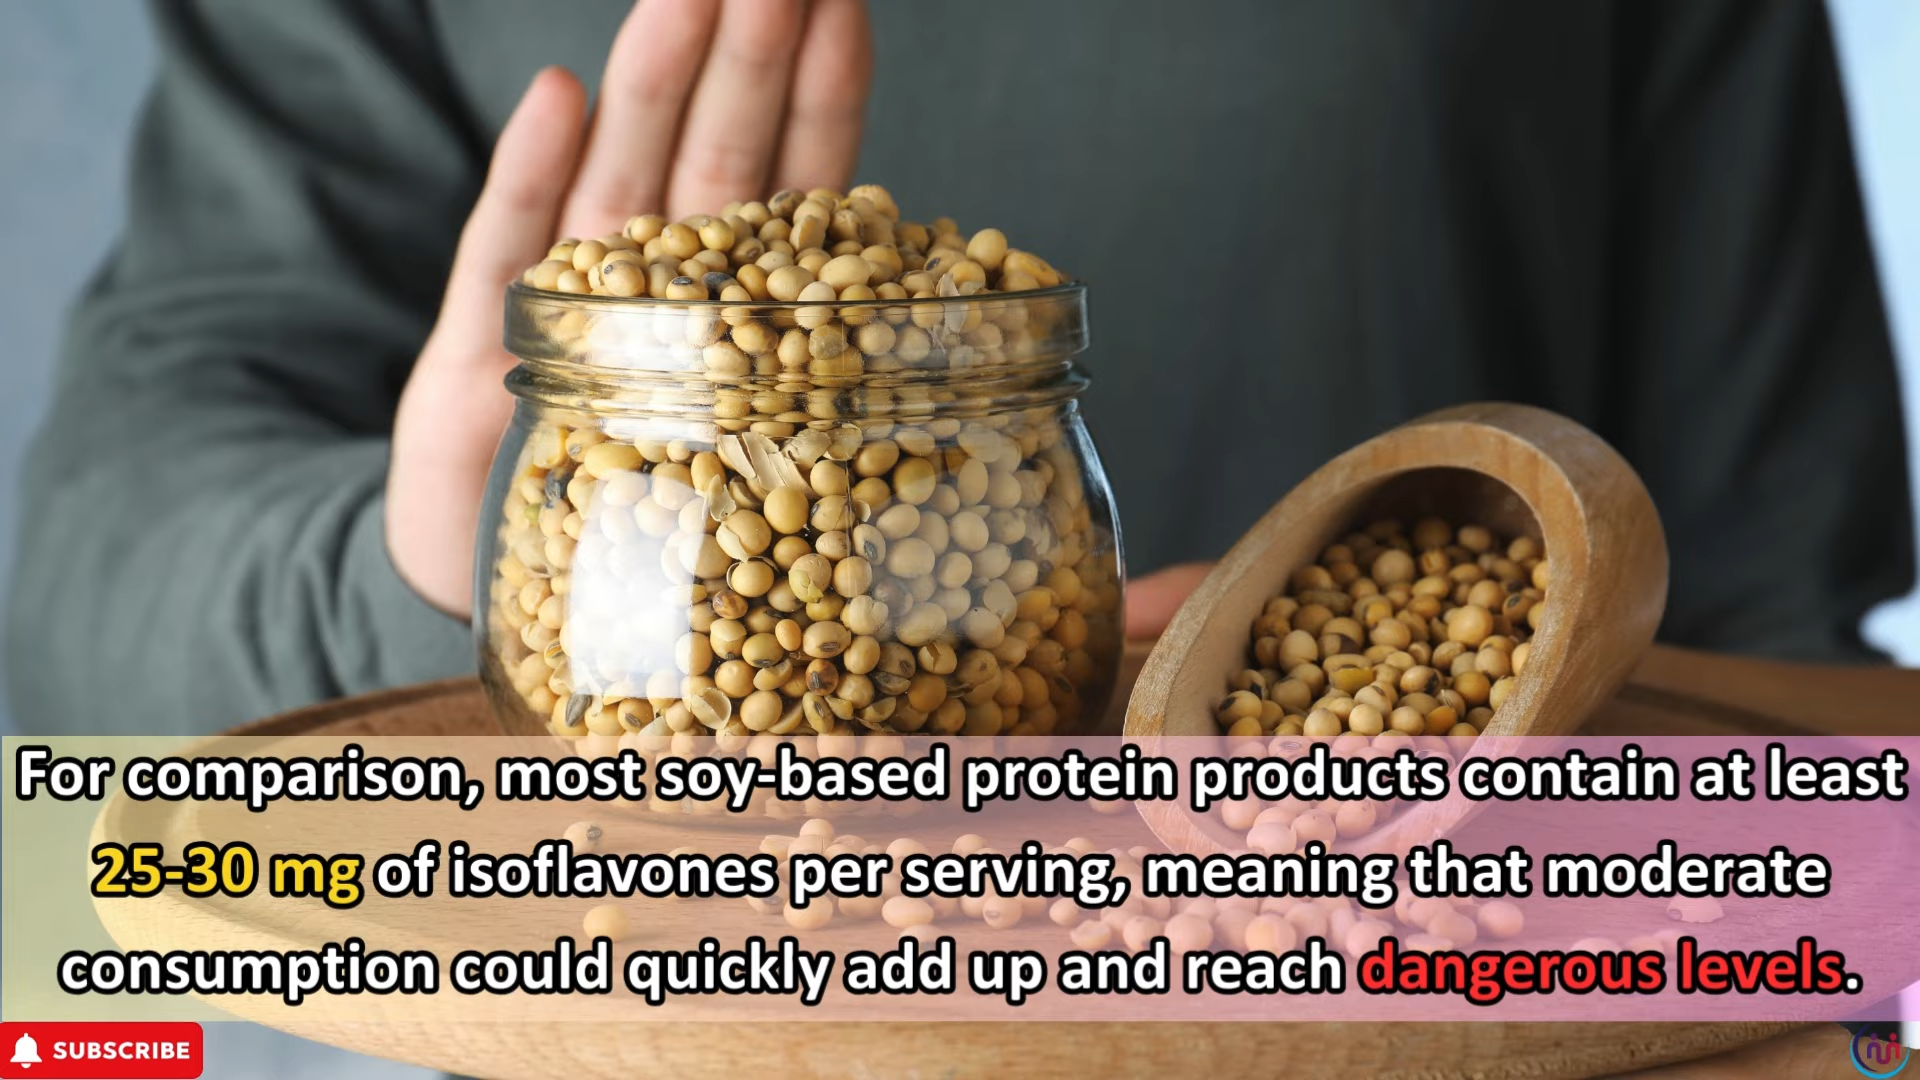 For comparison, most soy-based protein products contain at least
25-30 mg of isoflavones per serving, meaning that moderate
consumption could quickly add up and reach dangerous levels.
SUBSCRIBE